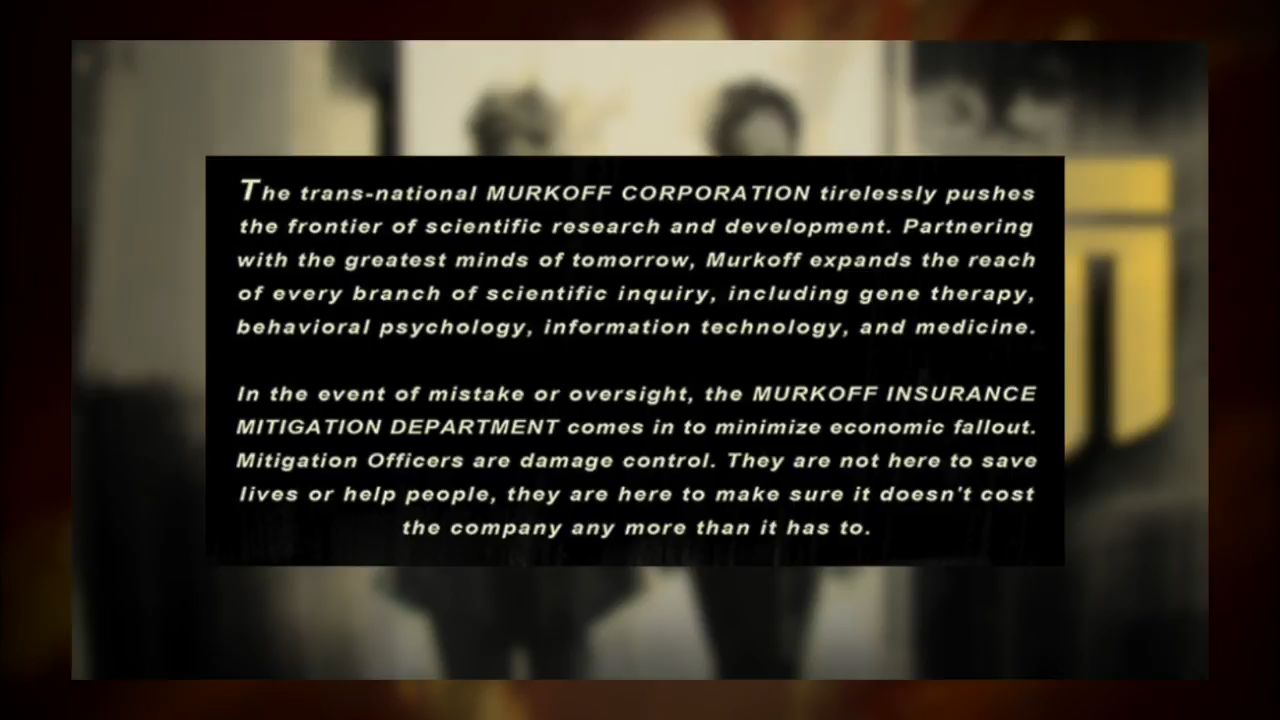 The trans-national MURKOFF CORPORATION tirelessly pushes
the frontier of scientific research and development. Partnering
with the greatest minds of tomorrow, Murkoff expands the reach
of every branch of scientific inquiry, including gene therapy,
behavioral psychology, information technology, and medicine.
In the event of mistake or oversight, the MURKOFF INSURANCE
MITIGATION DEPARTMENT comes in to minimize economic fallout.
Mitigation Officers are damage control. They are not here to save
lives or help people, they are here to make sure it doesn't cost
the company any more than it has to.